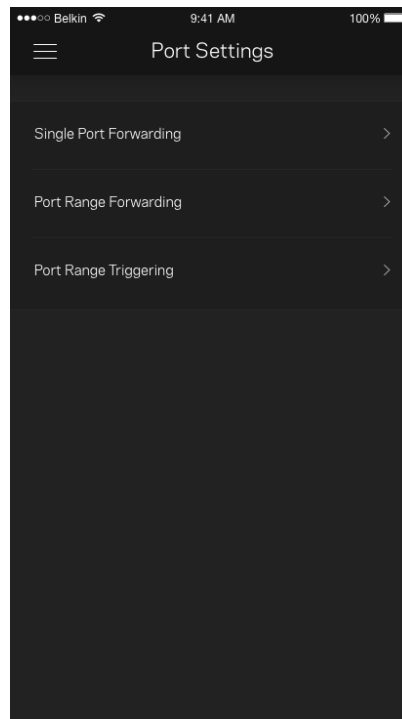 Belkin 9:41 AM 100%
Port Settings
Single Port Forwarding
Port Range Forwarding
Port Range Triggering